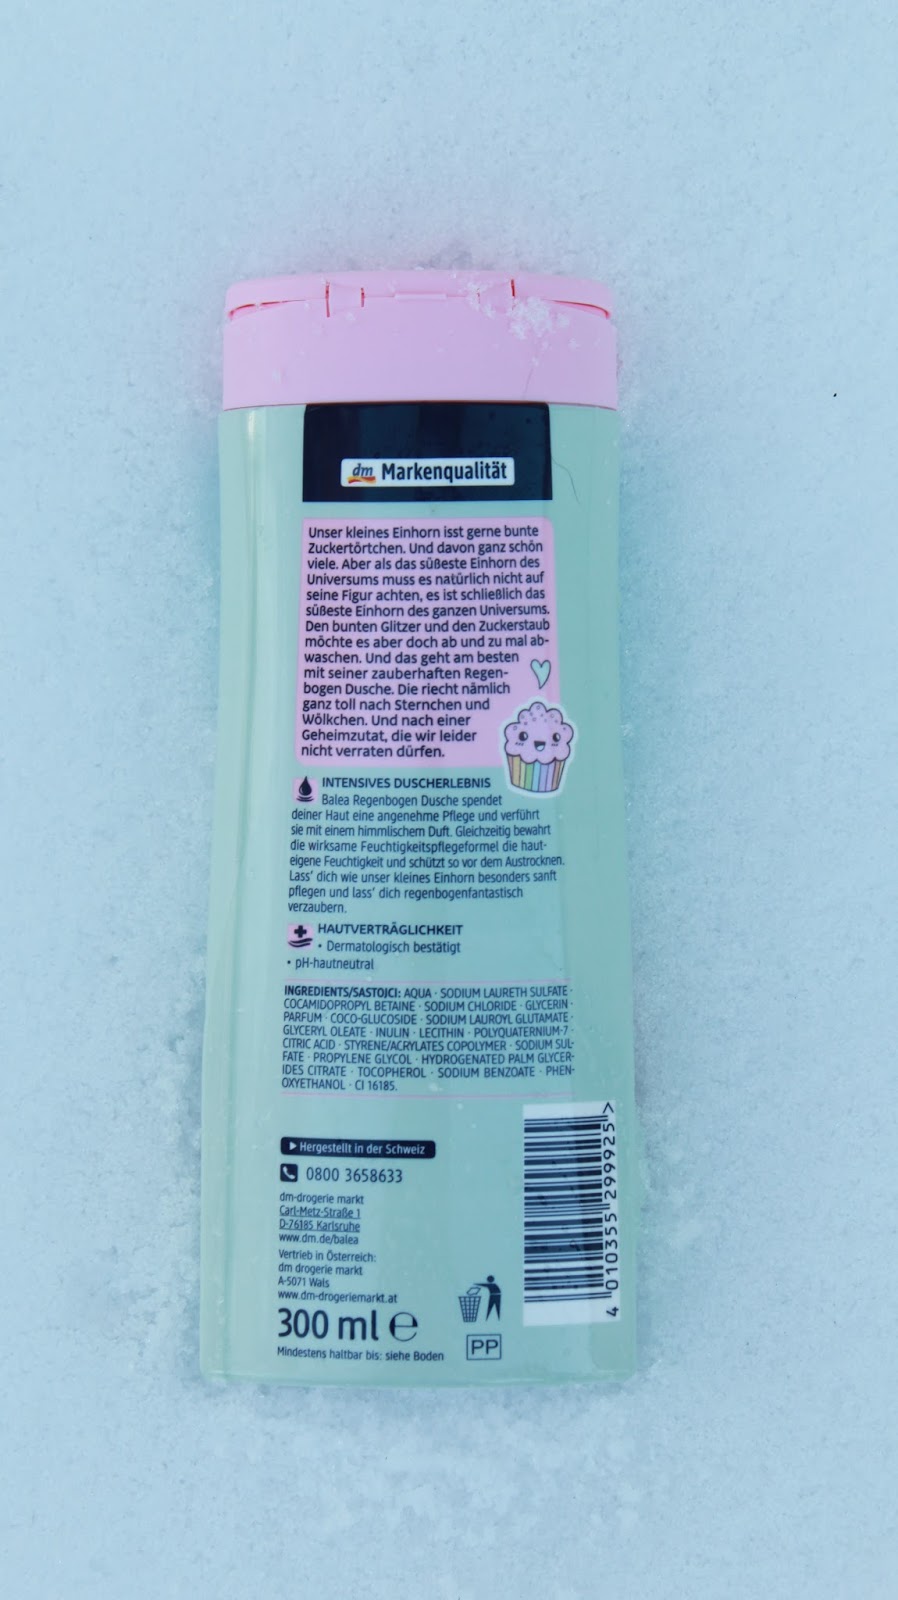 dm Markenqualität
Unser kleines Einhorn isst gerne bunte
Zuckertörtchen. Und davon ganz schön
viele. Aber als das süßeste Einhorn des
Universums muss es natürlich nicht auf
seine Figur achten, es ist schließlich das
süßeste Einhorn des ganzen Universums.
Den bunten Glitzer und den Zuckerstaub
möchte es aber doch ab und zu mal ab-
waschen. Und das geht am besten
mit seiner zauberhaften Regen-
bogen Dusche. Die riecht nämlich
ganz toll nach Sternchen und
Wölkchen. Und nach einer
Geheimzutat, die wir leider
nicht verraten dürfen.
INTENSIVES DUSCHERLEBNIS
Balea Regenbogen Dusche spendet
deiner Haut eine angenehme Pflege und verführt
sie mit einem himmlischem Duft. Gleichzeitig bewahrt
die wirksame Feuchtigkeitspflegeformel die haut-
eigene Feuchtigkeit und schützt so vor dem Austrocknen.
Lass' dich wie unser kleines Einhorn besonders sanft
pflegen und lass' dich regenbogenfantastisch
verzaubern.
HAUTVERTRÄGLICHKEIT
• Dermatologisch bestätigt
• pH-hautneutral
INGREDIENTS/SASTOJCI: AQUA · SODIUM LAURETH SULFATE ·
COCAMIDOPROPYL BETAINE · SODIUM CHLORIDE · GLYCERIN ·
PARFUM · COCO-GLUCOSIDE · SODIUM LAUROYL GLUTAMATE ·
GLYCERYL OLEATE · INULIN · LECITHIN · POLYQUATERNIUM-7 ·
CITRIC ACID · STYRENE/ACRYLATES COPOLYMER · SODIUM SUL-
FATE · PROPYLENE GLYCOL · HYDROGENATED PALM GLYCER-
IDES CITRATE · TOCOPHEROL · SODIUM BENZOATE · PHEN-
OXYETHANOL · CI 16185.
Hergestellt in der Schweiz
0800 3658633
dm-drogerie markt
Carl-Metz-Straße 1
D-76185 Karlsruhe
www.dm.de/balea
Vertrieb in Österreich:
dm drogerie markt
A-5071 Wals
www.dm-drogeriemarkt.at
300 ml e
Mindestens haltbar bis: siehe Boden
PP
4 010355 299925 >